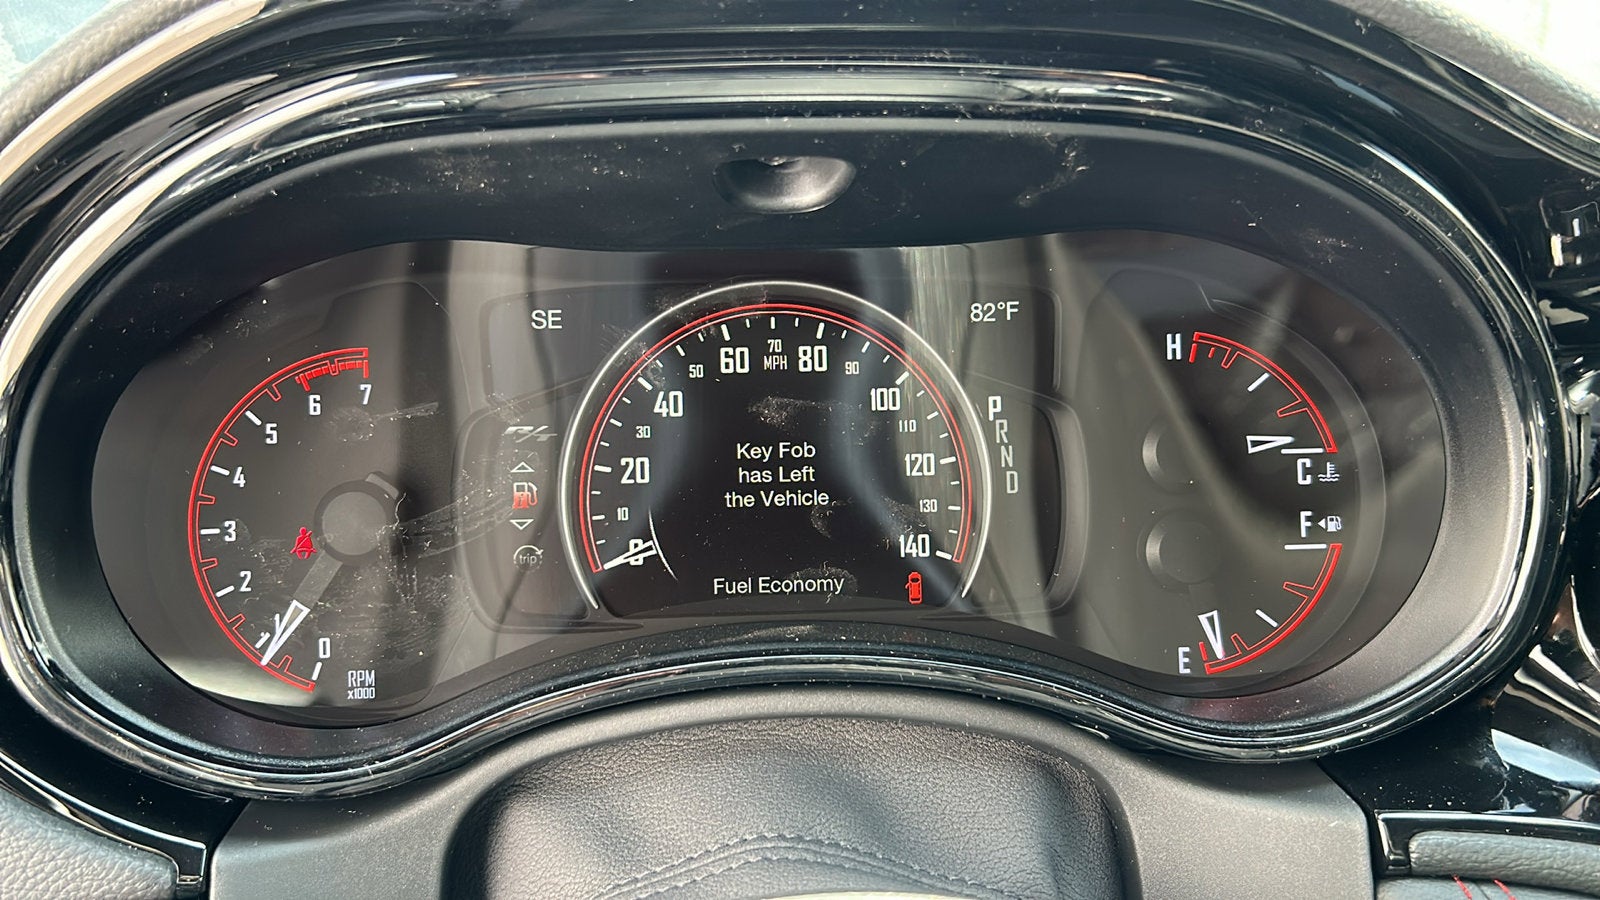 SE
82°F
0
1
2
3
4
5
6
7
RPM
x1000
R/T
trip
0
10
20
30
40
50
60
70
MPH
80
90
100
110
120
130
140
Key Fob
has Left
the Vehicle
Fuel Economy
P
R
N
D
H
C
F
E